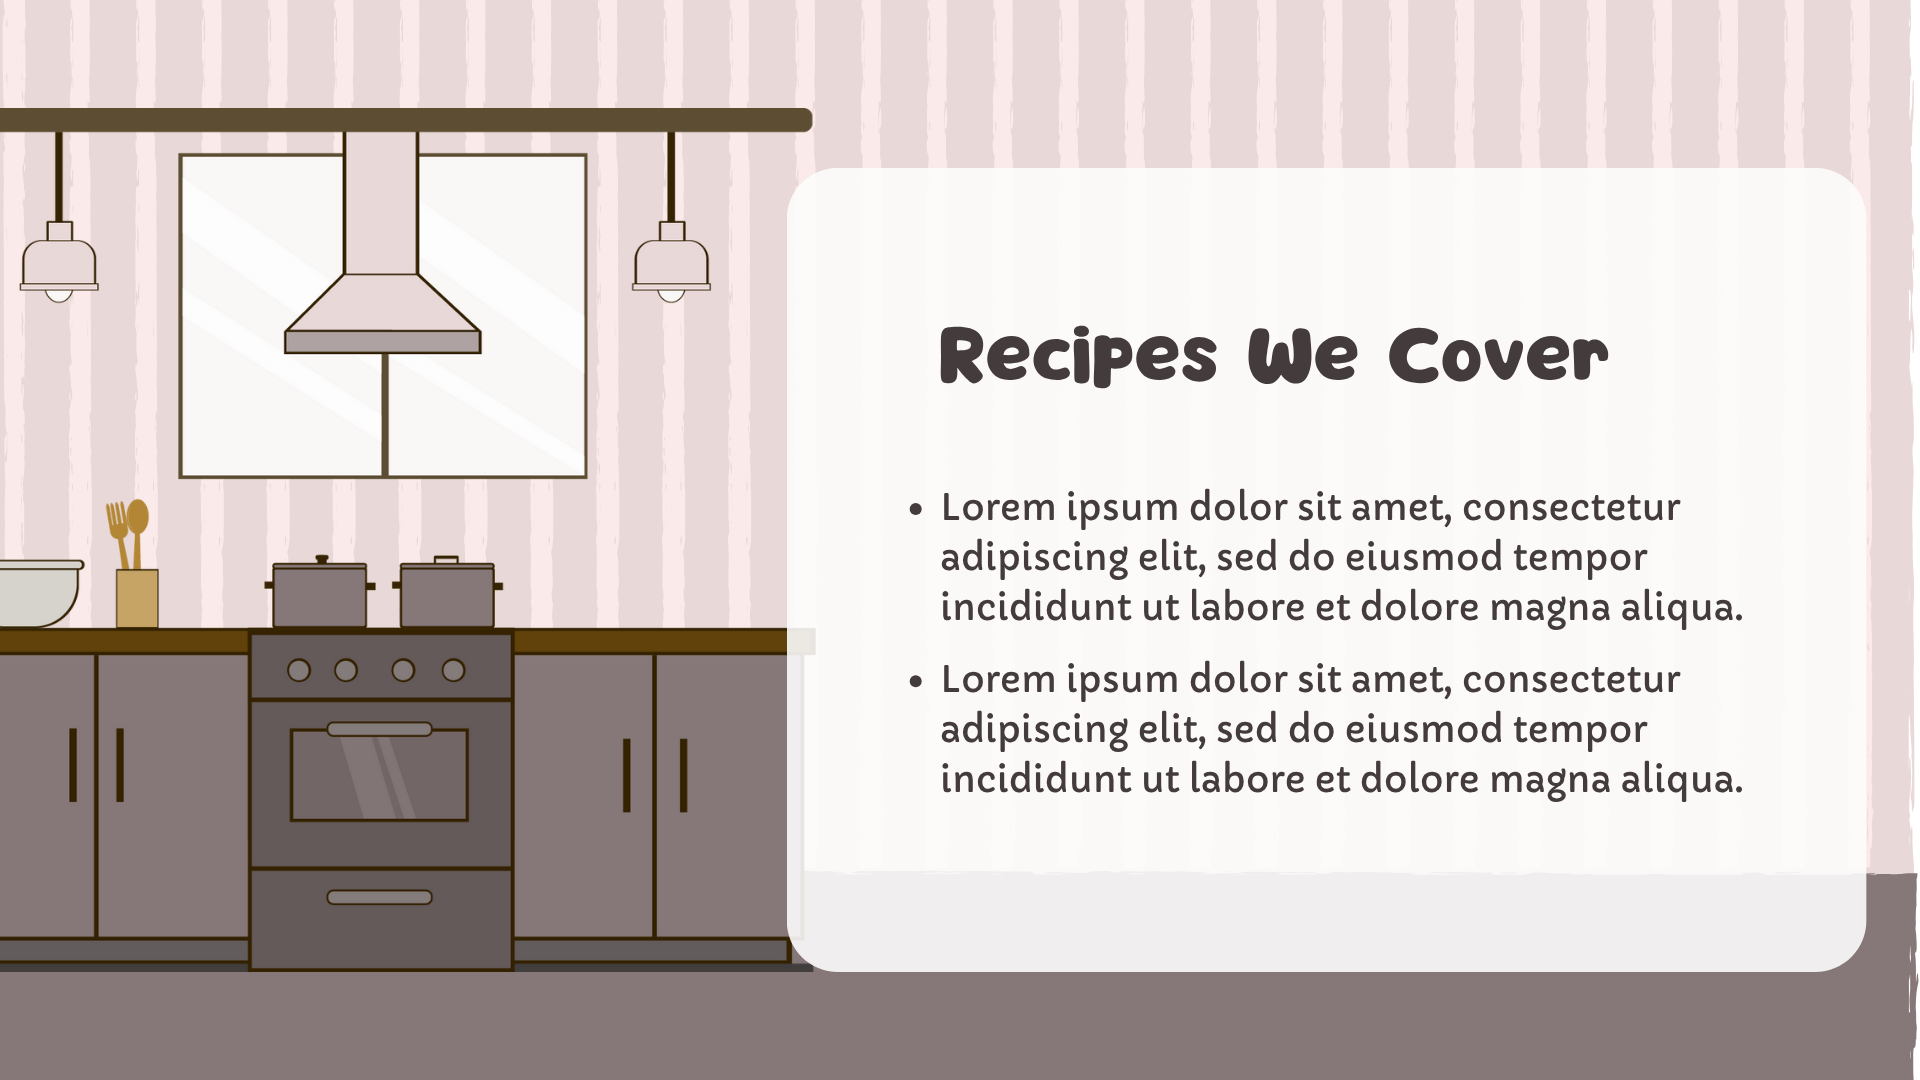 Recipes We Cover
• Lorem ipsum dolor sit amet, consectetur
adipiscing elit, sed do eiusmod tempor
incididunt ut labore et dolore magna aliqua.
• Lorem ipsum dolor sit amet, consectetur
adipiscing elit, sed do eiusmod tempor
incididunt ut labore et dolore magna aliqua.